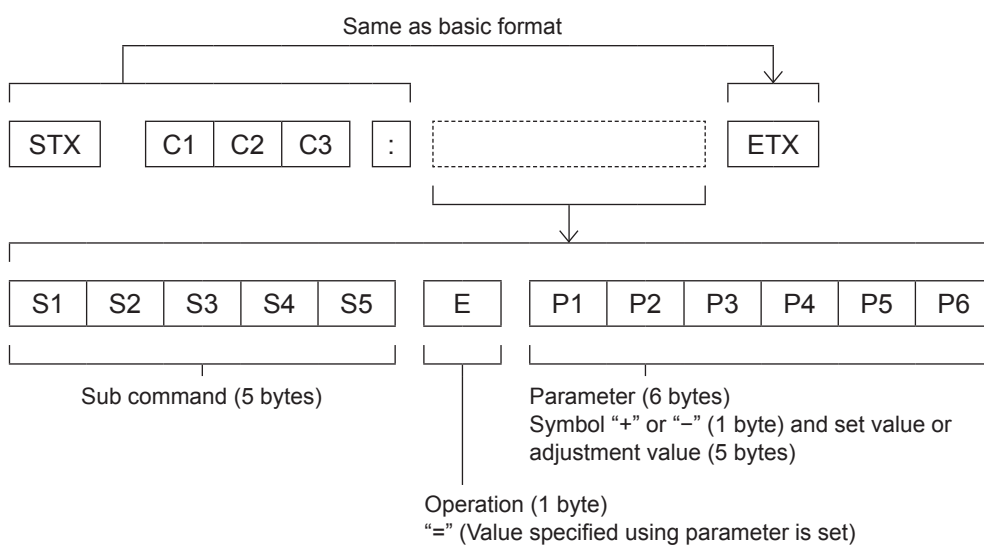 Same as basic format
STX C1 C2 C3 : ETX
S1 S2 S3 S4 S5 E P1 P2 P3 P4 P5 P6
Sub command (5 bytes)
Parameter (6 bytes)
Symbol “+” or “−” (1 byte) and set value or
adjustment value (5 bytes)
Operation (1 byte)
“=” (Value specified using parameter is set)